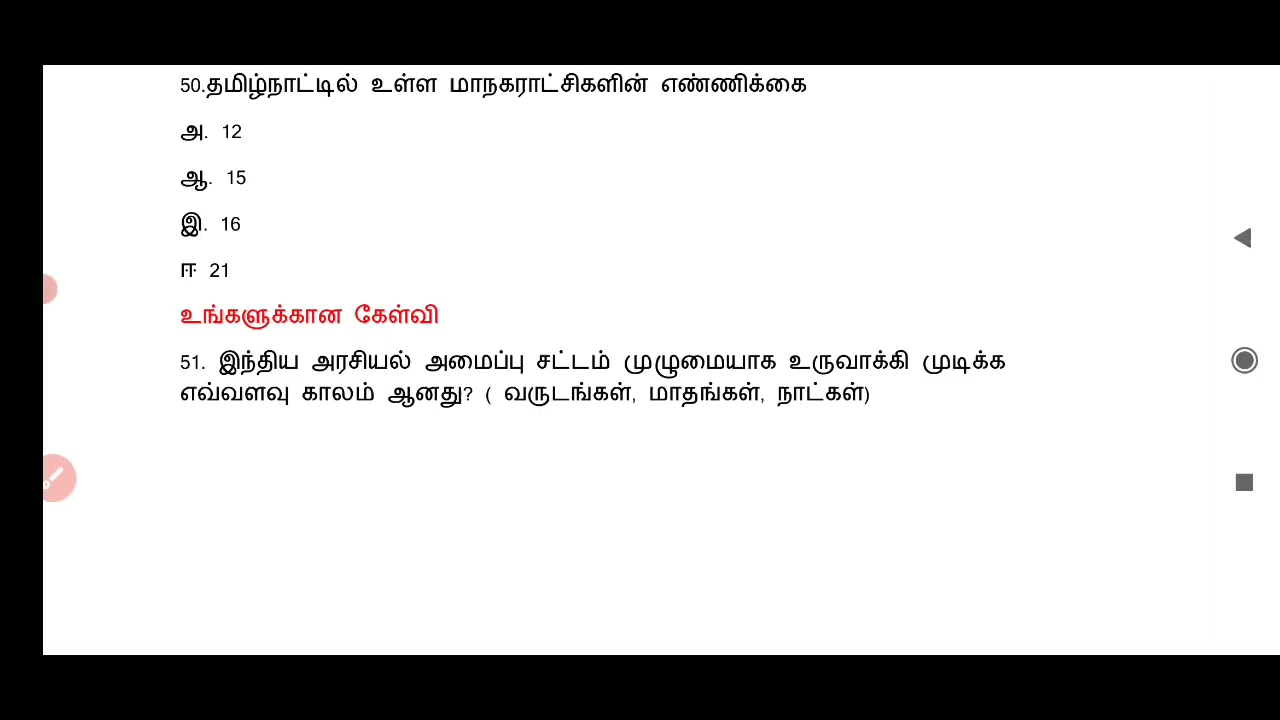 50.தமிழ்நாட்டில் உள்ள மாநகராட்சிகளின் எண்ணிக்கை
அ. 12
ஆ. 15
இ. 16
ஈ 21
உங்களுக்கான கேள்வி
51. இந்திய அரசியல் அமைப்பு சட்டம் முழுமையாக உருவாக்கி முடிக்க
எவ்வளவு காலம் ஆனது? ( வருடங்கள், மாதங்கள், நாட்கள்)